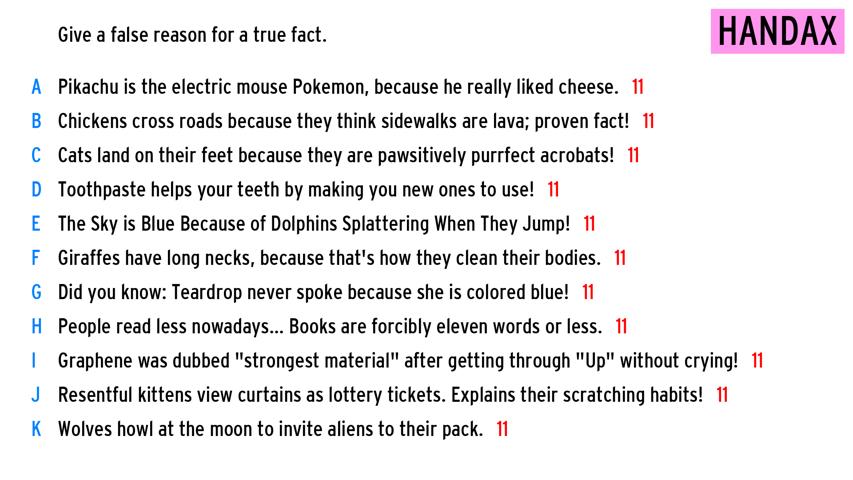 Give a false reason for a true fact.
HANDAX
A Pikachu is the electric mouse Pokemon, because he really liked cheese. 11
B Chickens cross roads because they think sidewalks are lava; proven fact! 11
C Cats land on their feet because they are pawsitively purrfect acrobats! 11
D Toothpaste helps your teeth by making you new ones to use! 11
E The Sky is Blue Because of Dolphins Splattering When They Jump! 11
F Giraffes have long necks, because that's how they clean their bodies. 11
G Did you know: Teardrop never spoke because she is colored blue! 11
H People read less nowadays... Books are forcibly eleven words or less. 11
I Graphene was dubbed "strongest material" after getting through "Up" without crying! 11
J Resentful kittens view curtains as lottery tickets. Explains their scratching habits! 11
K Wolves howl at the moon to invite aliens to their pack. 11